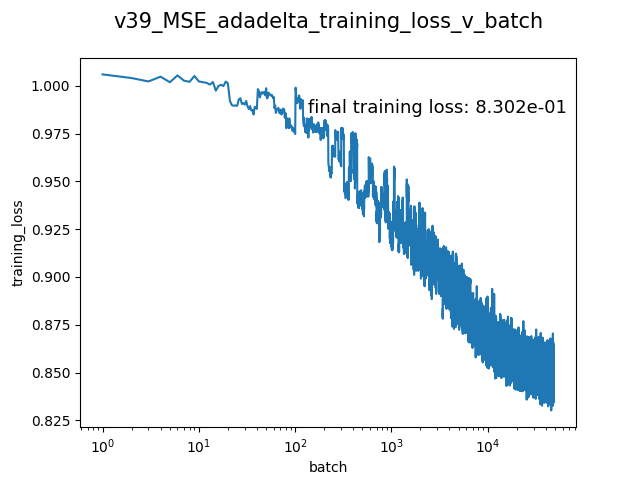 v39_MSE_adadelta_training_loss_v_batch
final training loss: 8.302e-01
training_loss
1.000
0.975
0.950
0.925
0.900
0.875
0.850
0.825
10⁰ 10¹ 10² 10³ 10⁴
batch